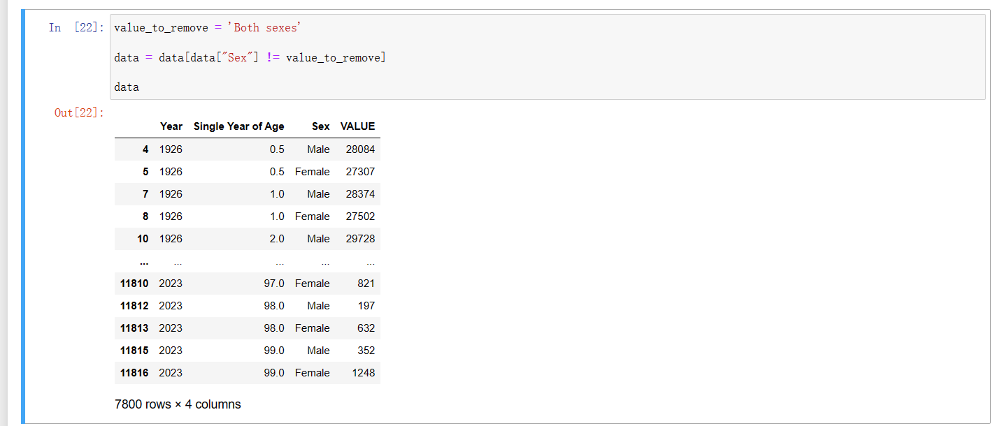 In [22]: value_to_remove = 'Both sexes'
data = data[data["Sex"] != value_to_remove]
data
Out[22]:
Year Single Year of Age Sex VALUE
4 1926 0.5 Male 28084
5 1926 0.5 Female 27307
7 1926 1.0 Male 28374
8 1926 1.0 Female 27502
10 1926 2.0 Male 29728
... ... ... ... ...
11810 2023 97.0 Female 821
11812 2023 98.0 Male 197
11813 2023 98.0 Female 632
11815 2023 99.0 Male 352
11816 2023 99.0 Female 1248
7800 rows × 4 columns